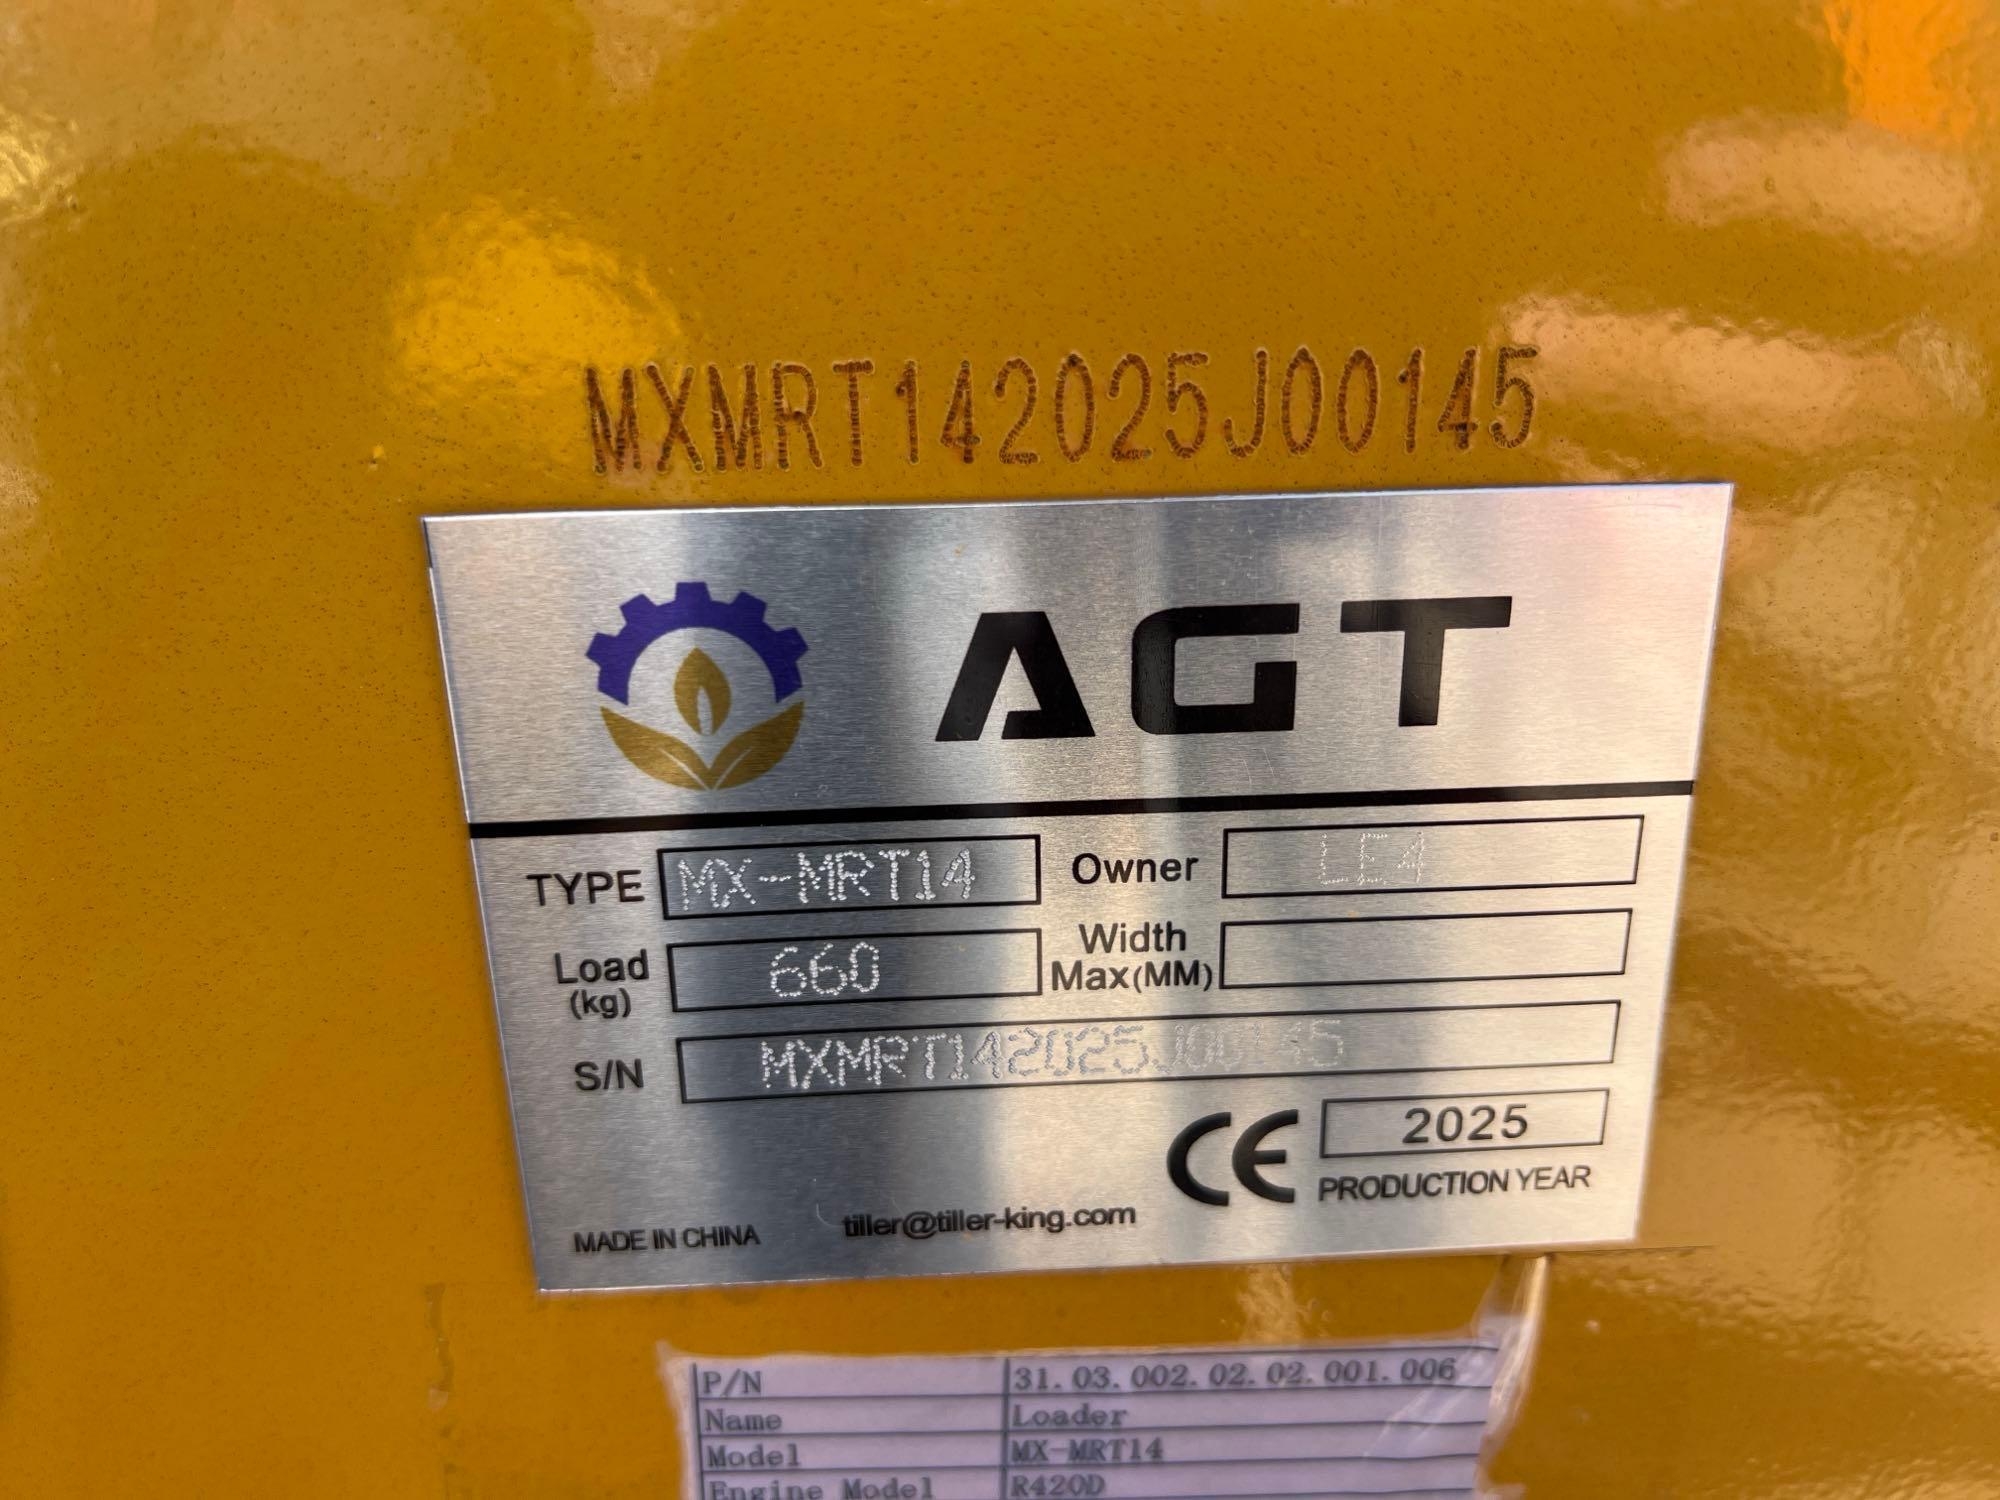 MXMRT142025J00145
AGT
TYPE MX-MRT14 Owner LE4
Load (kg) 660 Width Max(MM)
S/N MXMRT142025J00145
CE 2025
PRODUCTION YEAR
MADE IN CHINA tiller@tiller-king.com
P/N 31.03.002.02.02.001.006
Name Loader
Model MX-MRT14
Engine Model R420D